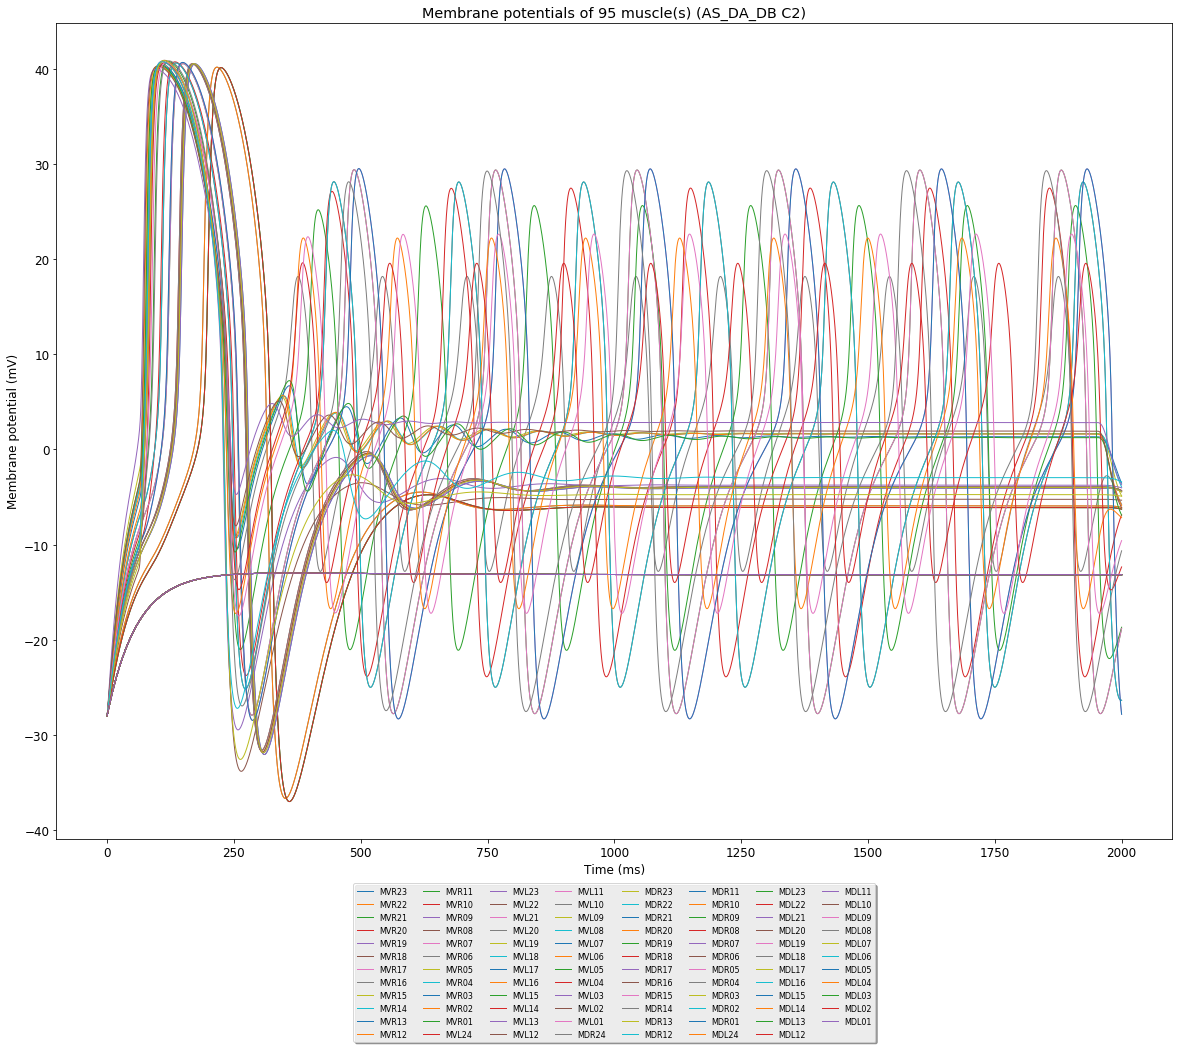 Membrane potentials of 95 muscle(s) (AS_DA_DB C2)
Membrane potential (mV)
40
30
20
10
0
−10
−20
−30
−40
0 250 500 750 1000 1250 1500 1750 2000
Time (ms)
MVR23 MVR11 MVL23 MVL11 MDR23 MDR11 MDL23 MDL11
MVR22 MVR10 MVL22 MVL10 MDR22 MDR10 MDL22 MDL10
MVR21 MVR09 MVL21 MVL09 MDR21 MDR09 MDL21 MDL09
MVR20 MVR08 MVL20 MVL08 MDR20 MDR08 MDL20 MDL08
MVR19 MVR07 MVL19 MVL07 MDR19 MDR07 MDL19 MDL07
MVR18 MVR06 MVL18 MVL06 MDR18 MDR06 MDL18 MDL06
MVR17 MVR05 MVL17 MVL05 MDR17 MDR05 MDL17 MDL05
MVR16 MVR04 MVL16 MVL04 MDR16 MDR04 MDL16 MDL04
MVR15 MVR03 MVL15 MVL03 MDR15 MDR03 MDL15 MDL03
MVR14 MVR02 MVL14 MVL02 MDR14 MDR02 MDL14 MDL02
MVR13 MVR01 MVL13 MVL01 MDR13 MDR01 MDL13 MDL01
MVR12 MVL24 MVL12 MDR24 MDR12 MDL24 MDL12